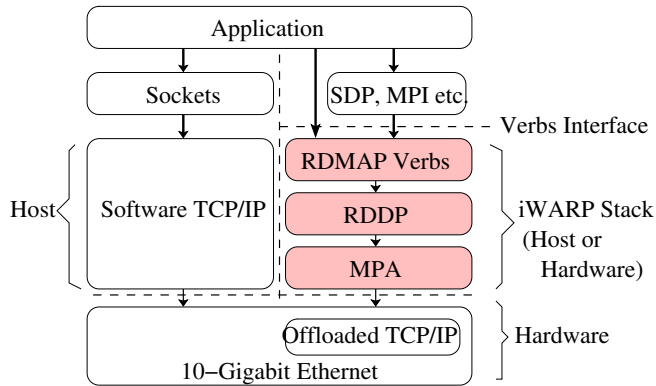 Application
Sockets
SDP, MPI etc.
Verbs Interface
RDMAP Verbs
Host
Software TCP/IP
RDDP
iWARP Stack
(Host or
Hardware)
MPA
Offloaded TCP/IP
Hardware
10−Gigabit Ethernet